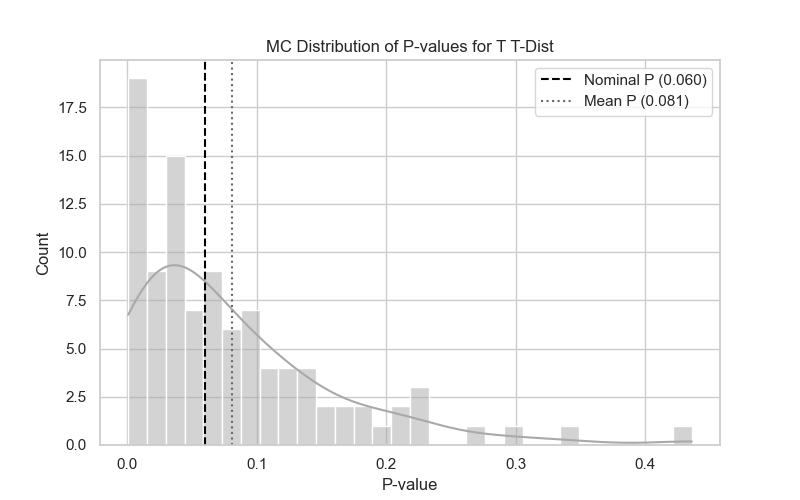 MC Distribution of P-values for T T-Dist
Nominal P (0.060)
Mean P (0.081)
Count
17.5
15.0
12.5
10.0
7.5
5.0
2.5
0.0
0.0 0.1 0.2 0.3 0.4
P-value